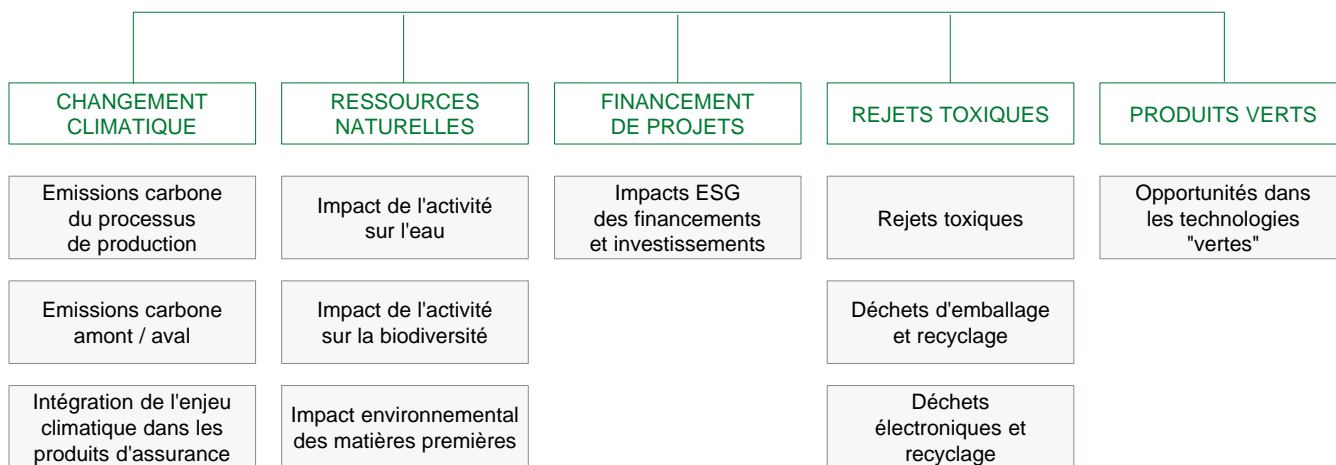 CHANGEMENT
CLIMATIQUE
RESSOURCES
NATURELLES
FINANCEMENT
DE PROJETS
REJETS TOXIQUES
PRODUITS VERTS
Emissions carbone
du processus
de production
Impact de l'activité
sur l'eau
Impacts ESG
des financements
et investissements
Rejets toxiques
Opportunités dans
les technologies
"vertes"
Emissions carbone
amont / aval
Impact de l'activité
sur la biodiversité
Déchets d'emballage
et recyclage
Intégration de l'enjeu
climatique dans les
produits d'assurance
Impact environnemental
des matières premières
Déchets
électroniques et
recyclage